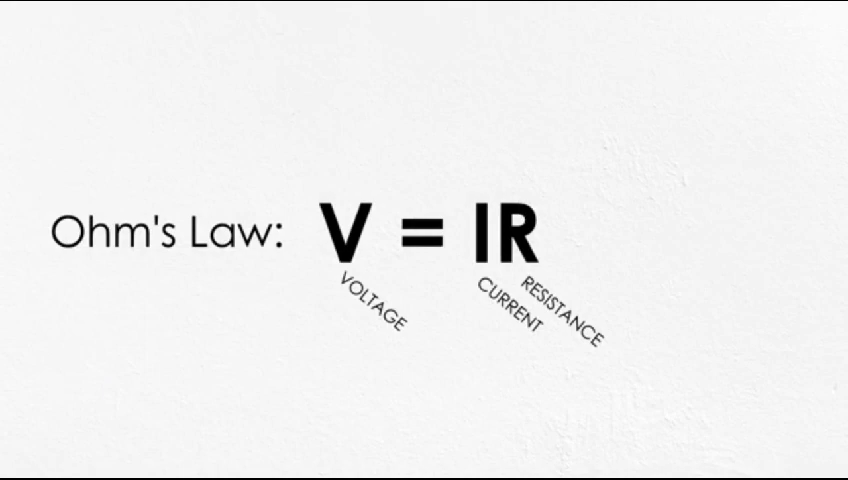 Ohm's Law: V = IR
VOLTAGE
CURRENT
RESISTANCE